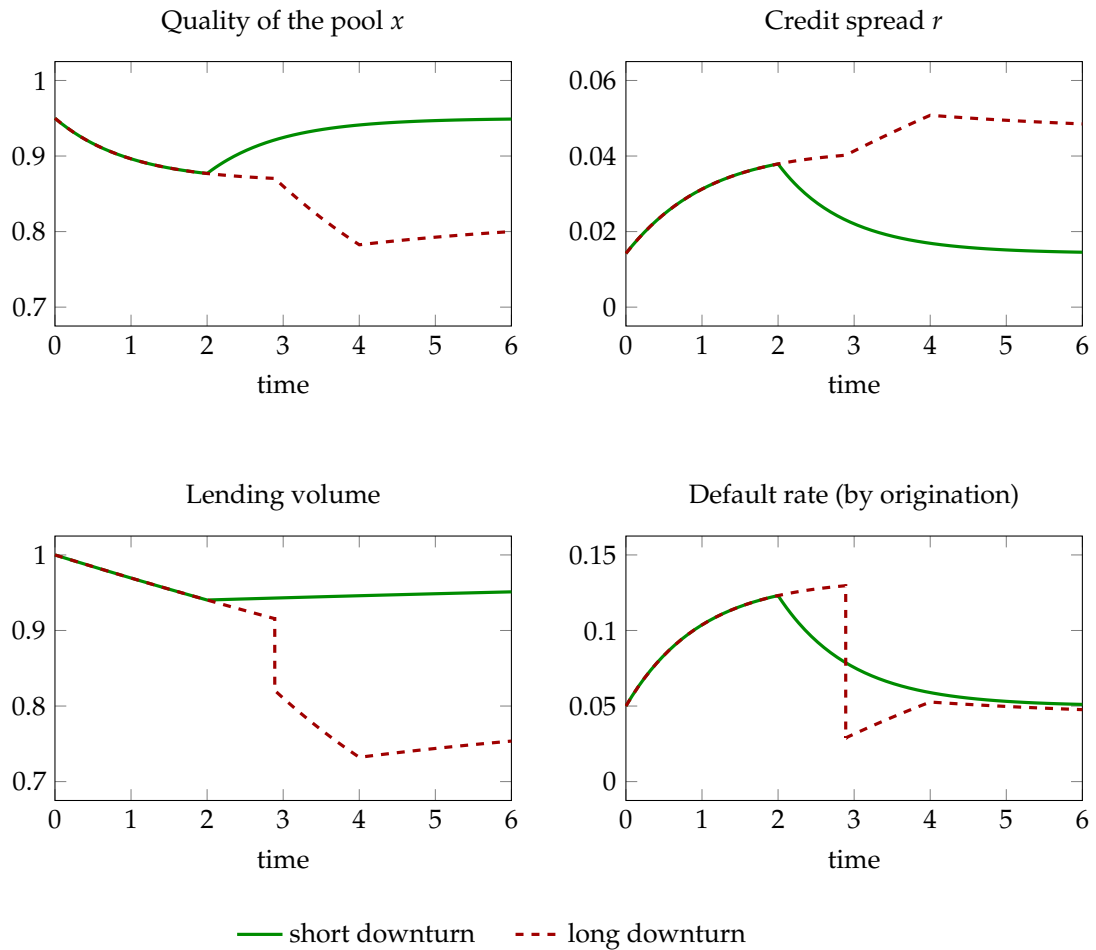 Quality of the pool x
1
0.9
0.8
0.7
0 1 2 3 4 5 6
time
Credit spread r
0.06
0.04
0.02
0
0 1 2 3 4 5 6
time
Lending volume
1
0.9
0.8
0.7
0 1 2 3 4 5 6
time
Default rate (by origination)
0.15
0.1
0.05
0
0 1 2 3 4 5 6
time
short downturn long downturn